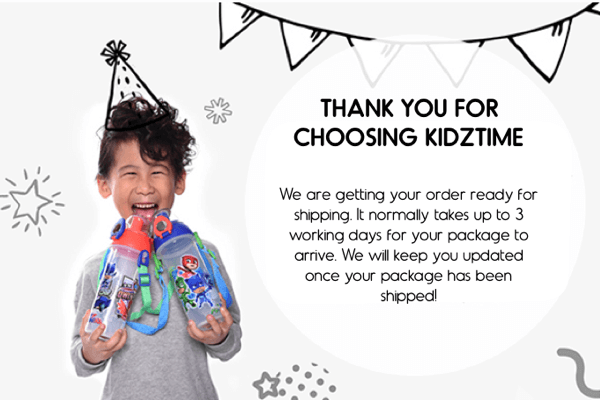 THANK YOU FOR
CHOOSING KIDZTIME
We are getting your order ready for
shipping. It normally takes up to 3
working days for your package to
arrive. We will keep you updated
once your package has been
shipped!